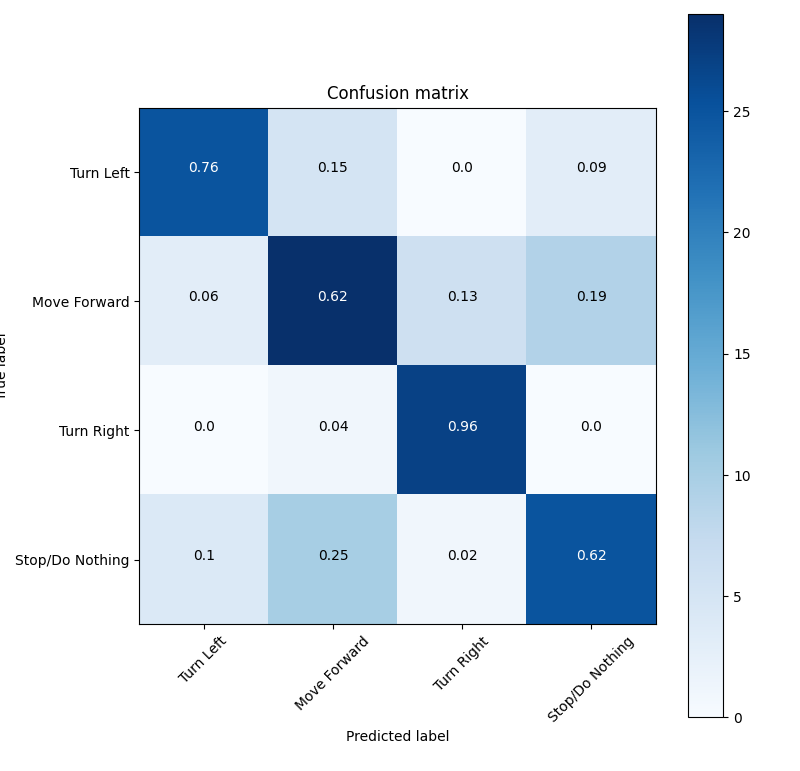 Confusion matrix
Turn Left 0.76 0.15 0.0 0.09
Move Forward 0.06 0.62 0.13 0.19
Turn Right 0.0 0.04 0.96 0.0
Stop/Do Nothing 0.1 0.25 0.02 0.62
Turn Left Move Forward Turn Right Stop/Do Nothing
Predicted label
25
20
15
10
5
0